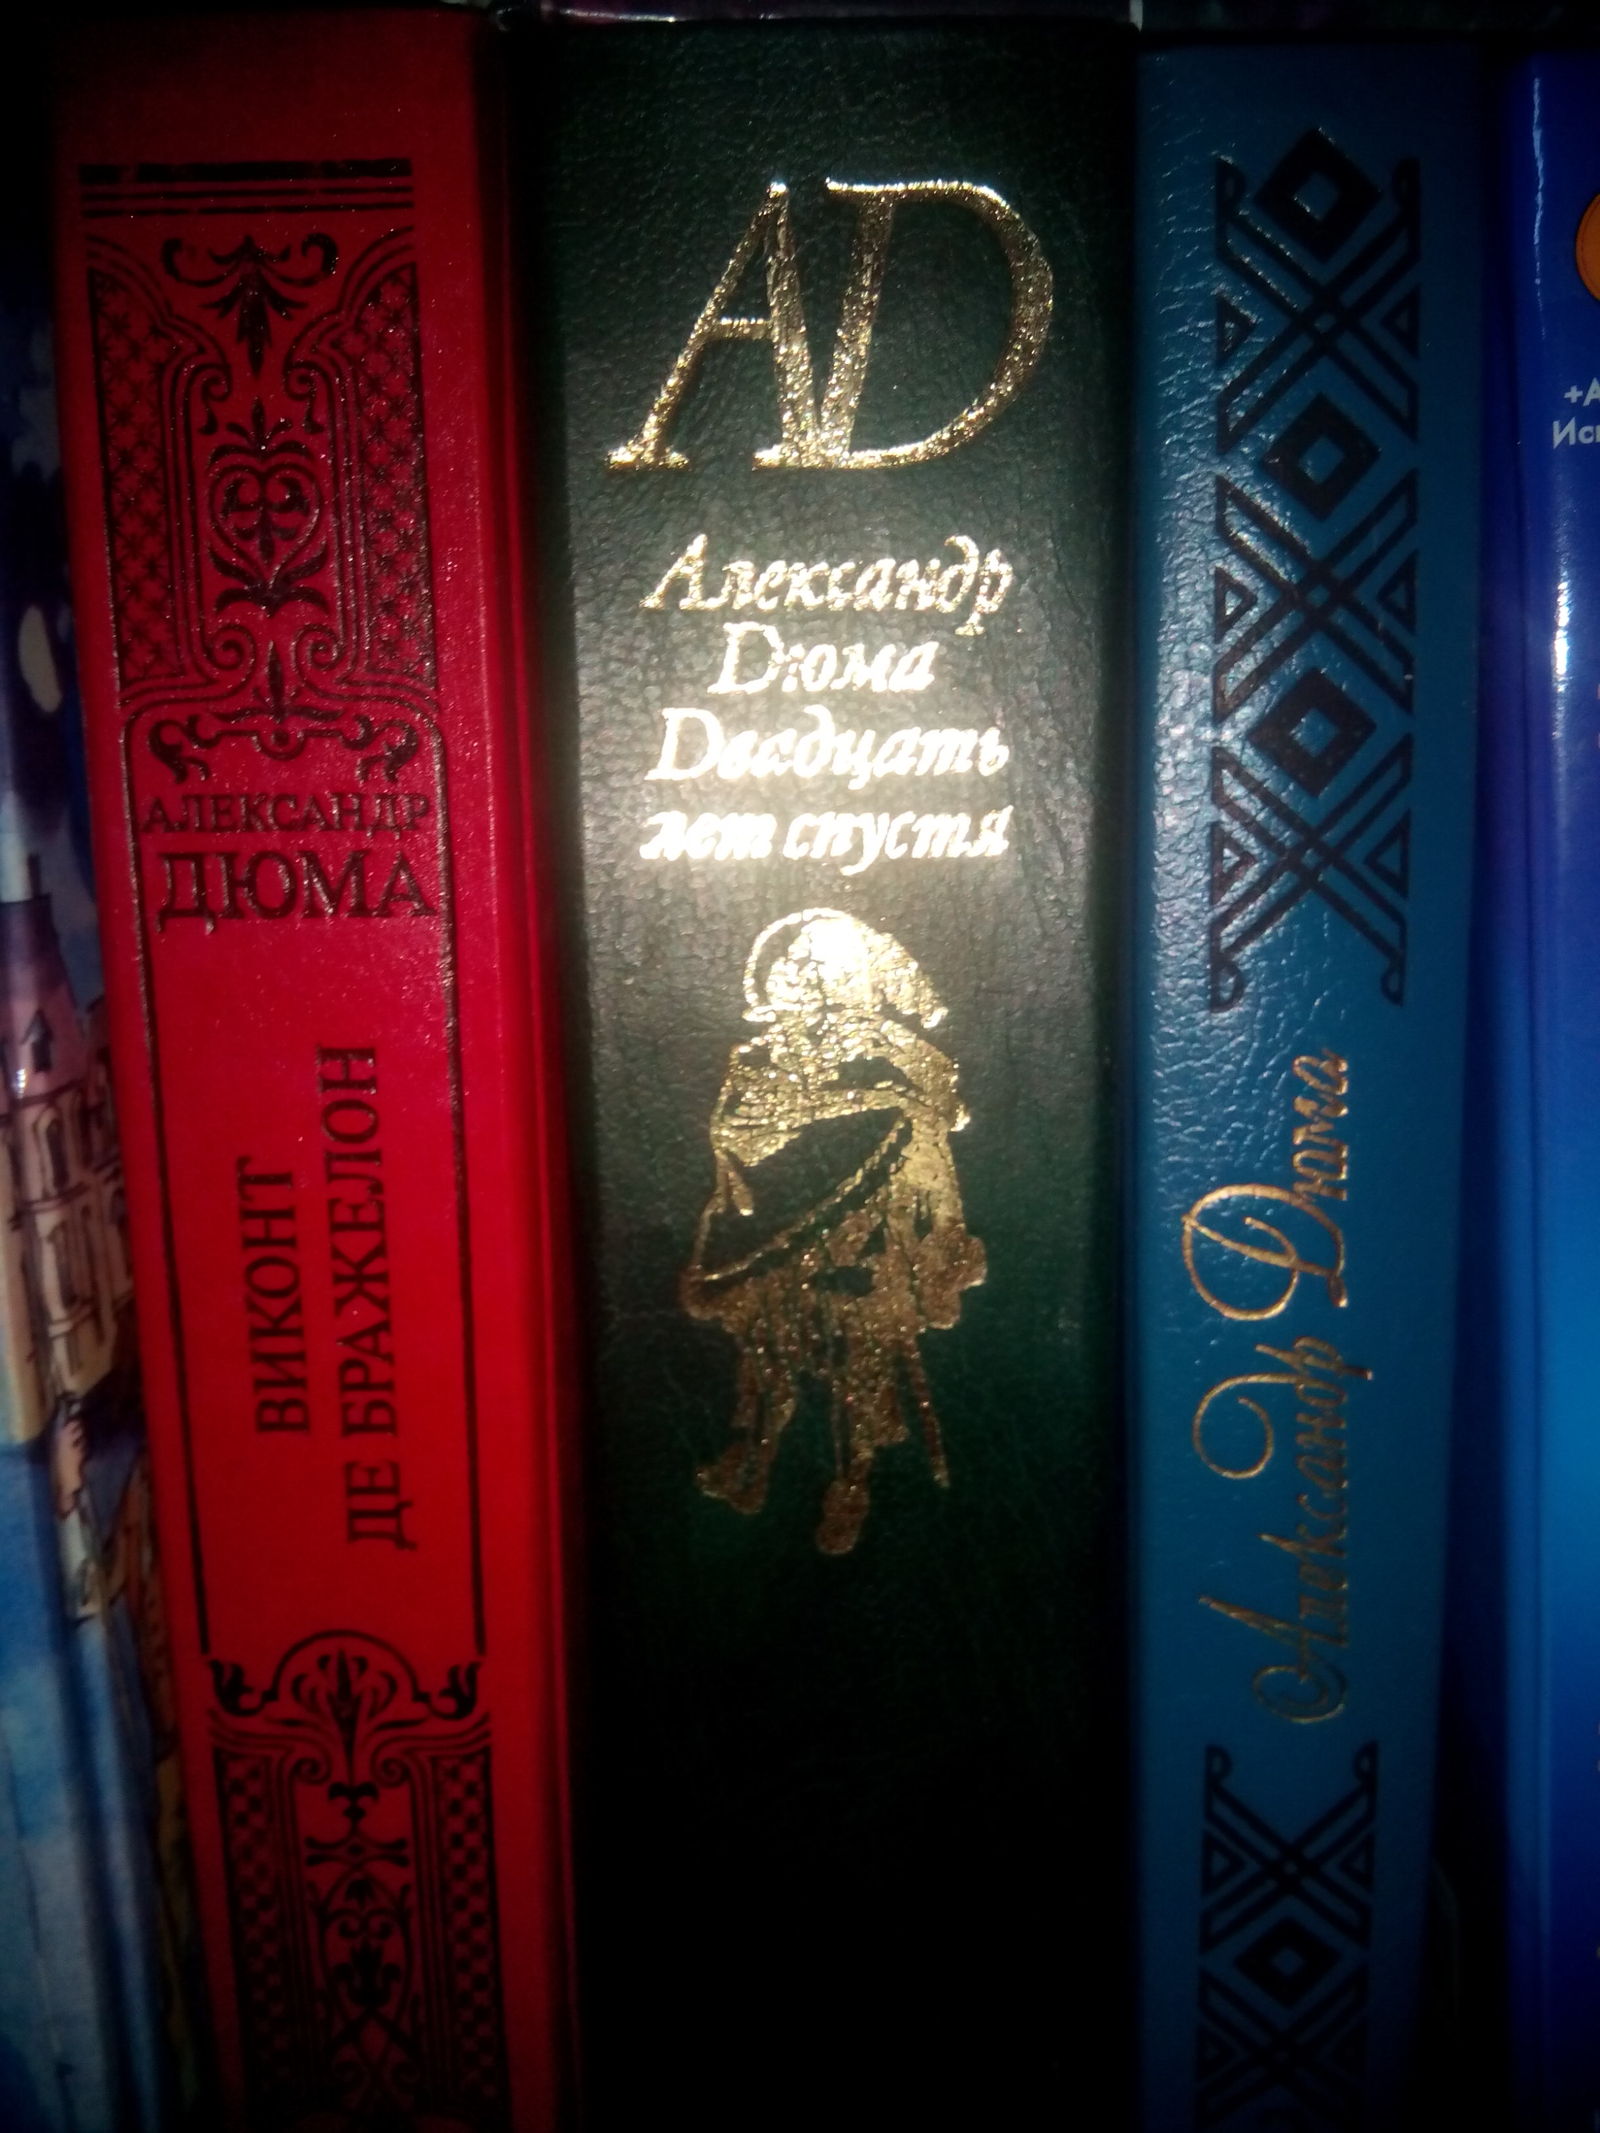 АЛЕКСАНДР
ДЮМА
ВИКОНТ
ДЕ БРАЖЕЛОН
AD
Александр
Дюма
Двадцать
лет спустя
Александр Дюма